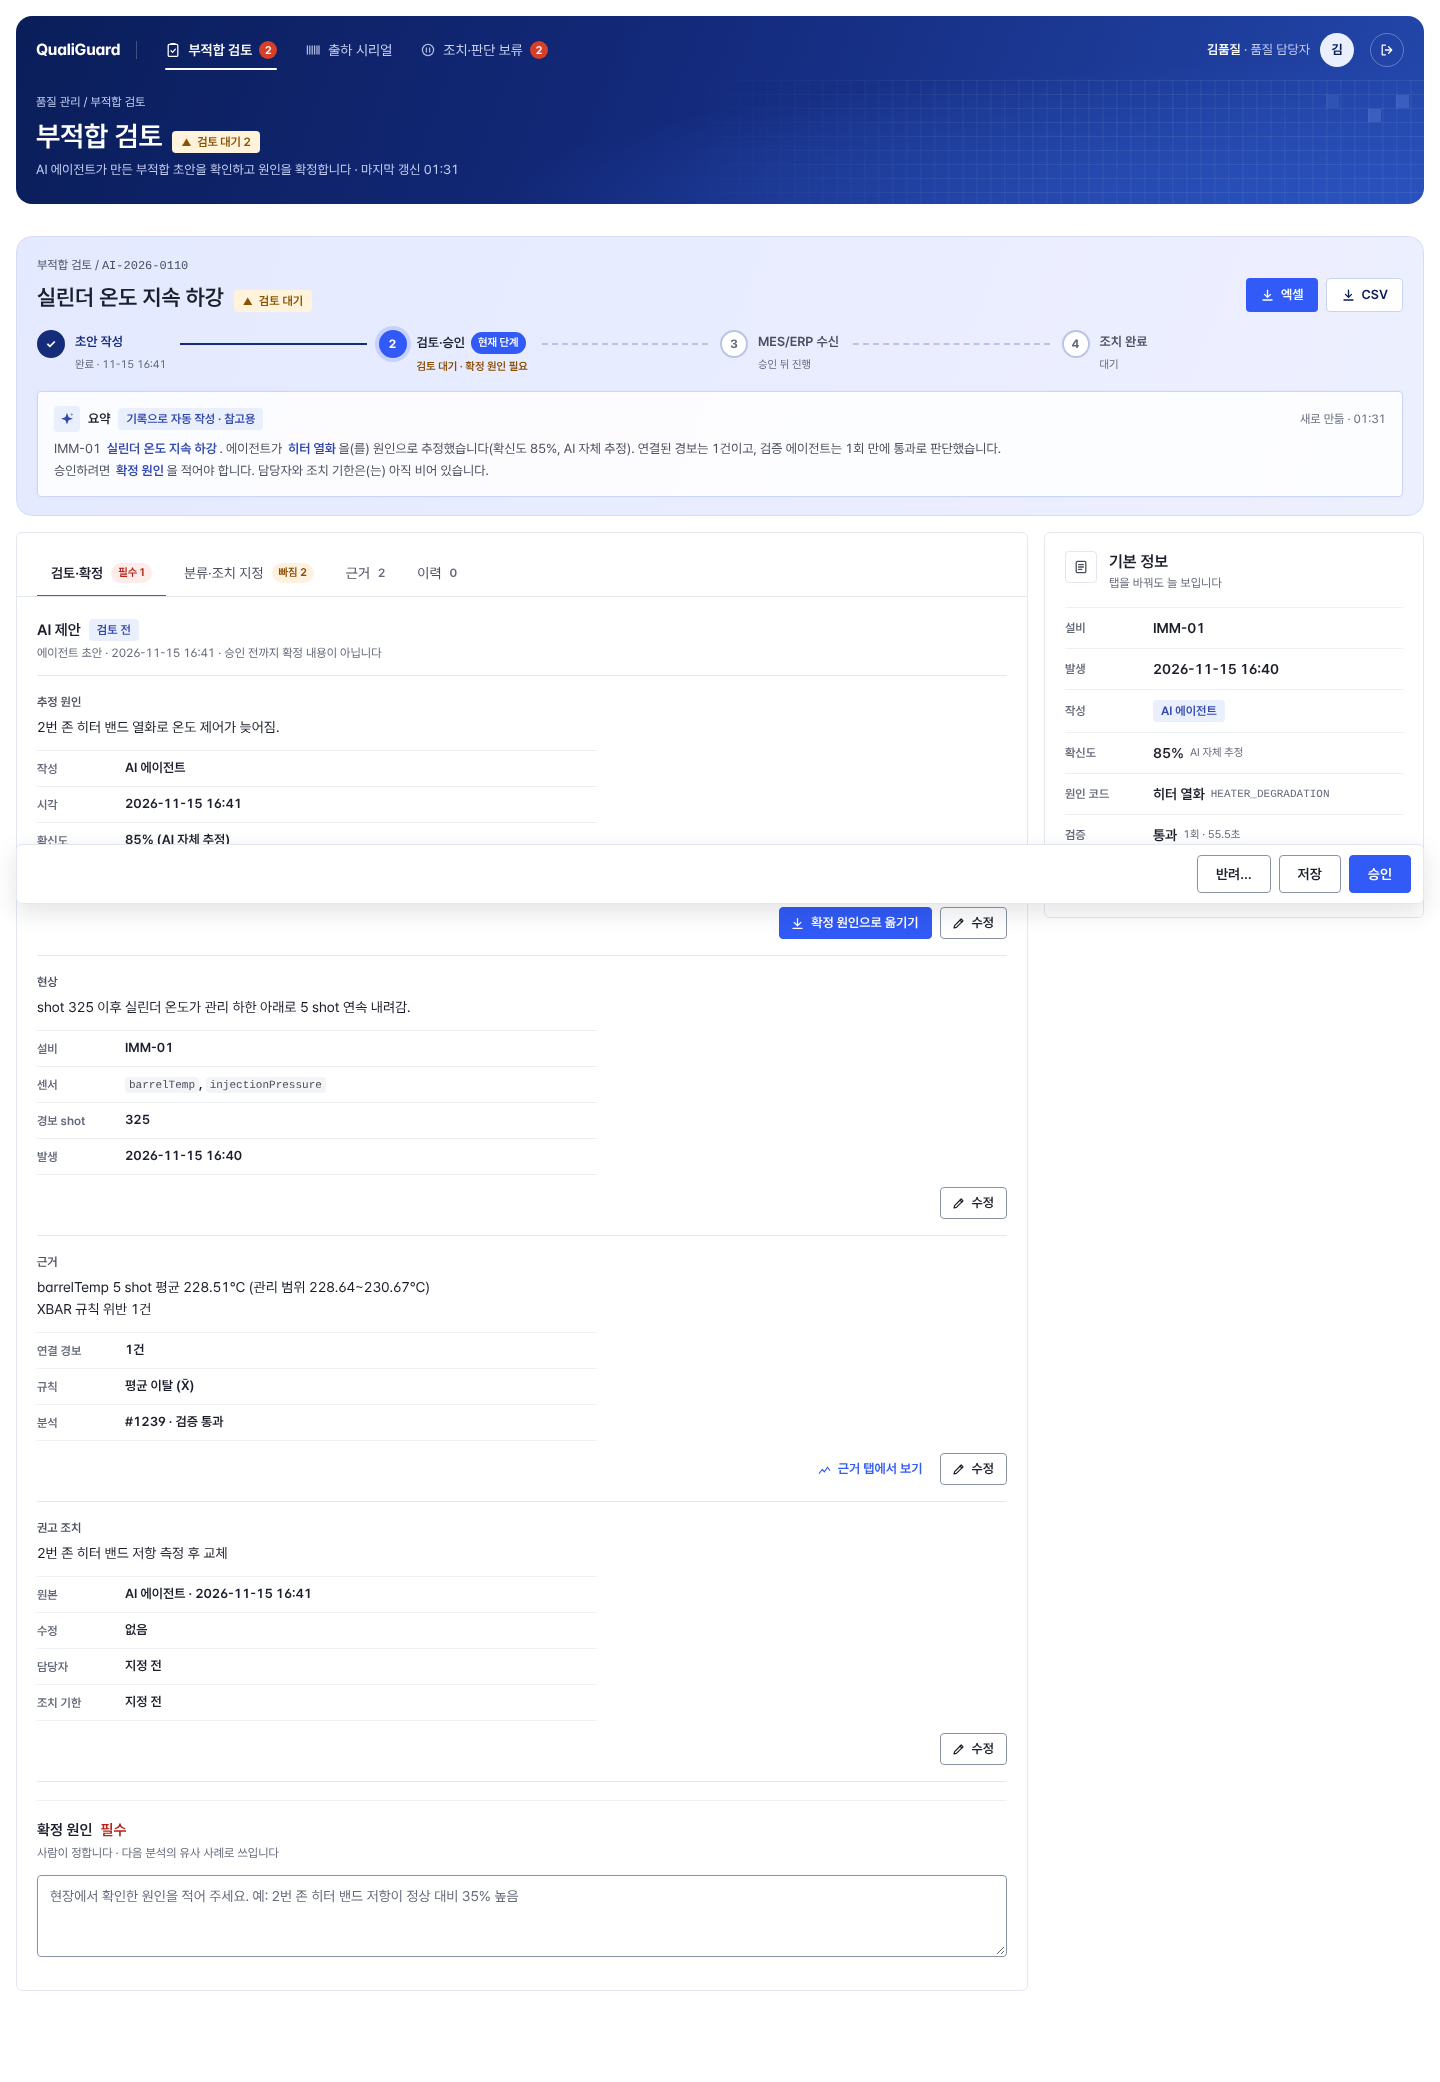 QualiGuard
부적합 검토 2
출하 시리얼
조치·판단 보류 2
김품질 · 품질 담당자 김
품질 관리 / 부적합 검토
부적합 검토 ▲ 검토 대기 2
AI 에이전트가 만든 부적합 초안을 확인하고 원인을 확정합니다 · 마지막 갱신 01:31
부적합 검토 / AI-2026-0110
실린더 온도 지속 하강 ▲ 검토 대기
엑셀
CSV
초안 작성
완료 · 11-15 16:41
2 검토·승인 현재 단계
검토 대기 · 확정 원인 필요
3 MES/ERP 수신
승인 뒤 진행
4 조치 완료
대기
요약 기록으로 자동 작성 · 참고용
새로 만듦 · 01:31
IMM-01 실린더 온도 지속 하강 . 에이전트가 히터 열화 을(를) 원인으로 추정했습니다(확신도 85%, AI 자체 추정). 연결된 경보는 1건이고, 검증 에이전트는 1회 만에 통과로 판단했습니다.
승인하려면 확정 원인 을 적어야 합니다. 담당자와 조치 기한은(는) 아직 비어 있습니다.
검토·확정 필수 1
분류·조치 지정 빠짐 2
근거 2
이력 0
AI 제안 검토 전
에이전트 초안 · 2026-11-15 16:41 · 승인 전까지 확정 내용이 아닙니다
추정 원인
2번 존 히터 밴드 열화로 온도 제어가 늦어짐.
작성 AI 에이전트
시각 2026-11-15 16:41
확신도 85% (AI 자체 추정)
기본 정보
탭을 바꿔도 늘 보입니다
설비 IMM-01
발생 2026-11-15 16:40
작성 AI 에이전트
확신도 85% AI 자체 추정
원인 코드 히터 열화 HEATER_DEGRADATION
검증 통과 1회 · 55.5초
반려...
저장
승인
확정 원인으로 옮기기
수정
현상
shot 325 이후 실린더 온도가 관리 하한 아래로 5 shot 연속 내려감.
설비 IMM-01
센서 barrelTemp, injectionPressure
경보 shot 325
발생 2026-11-15 16:40
수정
근거
barrelTemp 5 shot 평균 228.51°C (관리 범위 228.64~230.67°C)
XBAR 규칙 위반 1건
연결 경보 1건
규칙 평균 이탈 (X̄)
분석 #1239 · 검증 통과
근거 탭에서 보기
수정
권고 조치
2번 존 히터 밴드 저항 측정 후 교체
원본 AI 에이전트 · 2026-11-15 16:41
수정 없음
담당자 지정 전
조치 기한 지정 전
수정
확정 원인 필수
사람이 정합니다 · 다음 분석의 유사 사례로 쓰입니다
현장에서 확인한 원인을 적어 주세요. 예: 2번 존 히터 밴드 저항이 정상 대비 35% 높음